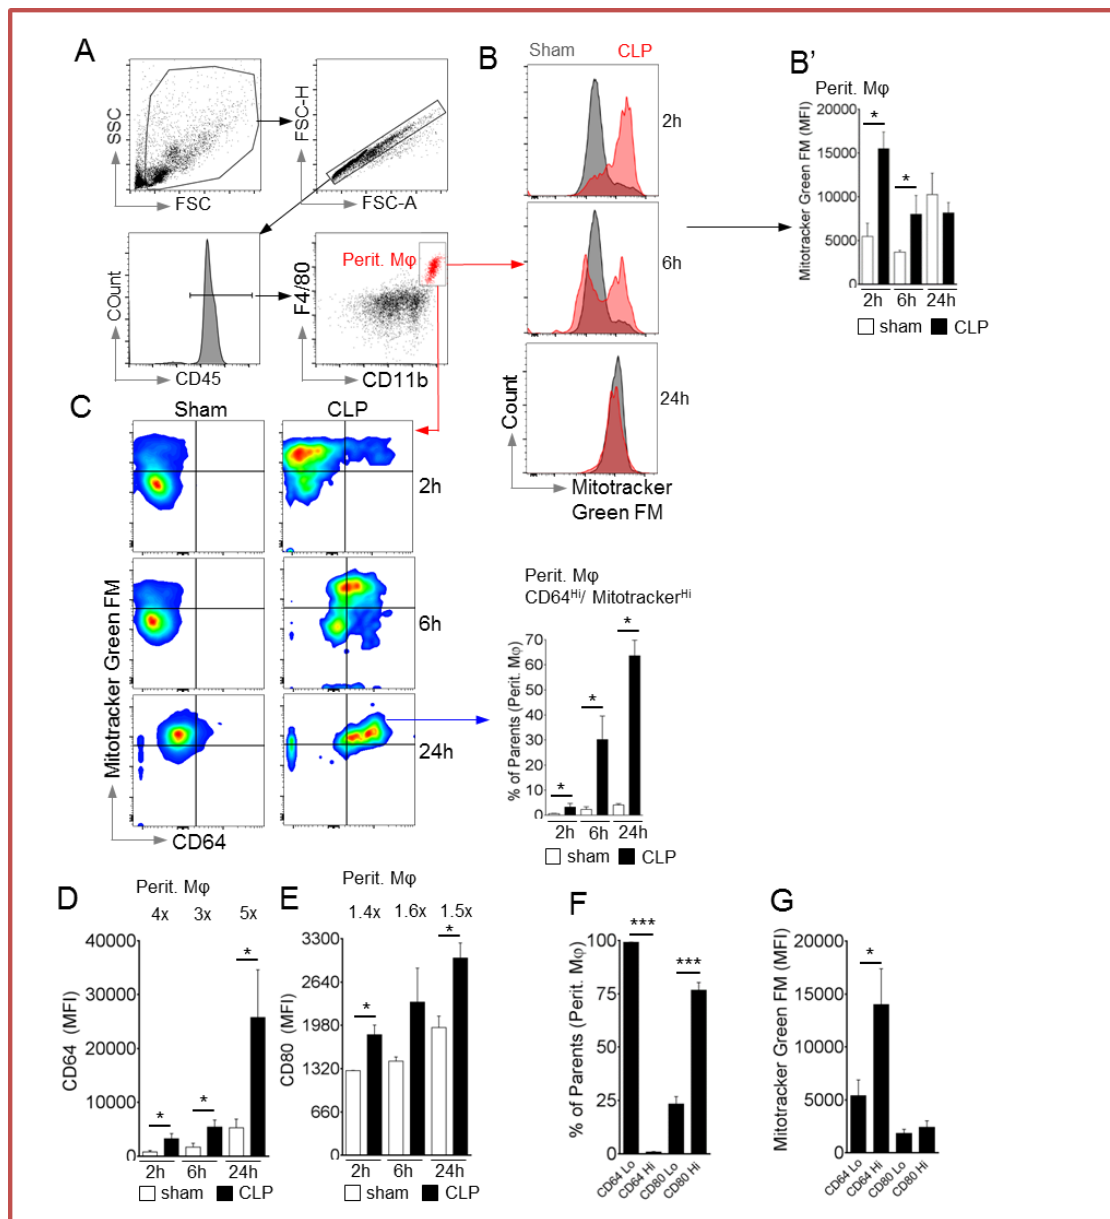 A
SSC
FSC
FSC-H
FSC-A
COunt
CD45
F4/80
Perit. Mφ
CD11b
B
Sham
CLP
2h
6h
24h
Count
Mitotracker
Green FM
B'
Perit. Mφ
Mitotracker Green FM (MFI)
20000
15000
10000
5000
0
*
*
2h
6h
24h
sham
CLP
C
Sham
CLP
2h
6h
24h
Mitotracker Green FM
CD64
Perit. Mφ
CD64Hi/ MitotrackerHi
% of Parents (Perit. Mφ)
70
60
50
40
30
20
10
0
*
*
*
2h
6h
24h
sham
CLP
D
Perit. Mφ
4x
3x
5x
CD64 (MFI)
40000
30000
20000
10000
0
*
*
*
2h
6h
24h
sham
CLP
E
Perit. Mφ
1.4x
1.6x
1.5x
CD80 (MFI)
3300
2640
1980
1320
660
0
*
*
2h
6h
24h
sham
CLP
F
% of Parents (Perit. Mφ)
100
75
50
25
0
***
***
CD64 Lo
CD64 Hi
CD80 Lo
CD80 Hi
G
Mitotracker Green FM (MFI)
20000
15000
10000
5000
0
*
CD64 Lo
CD64 Hi
CD80 Lo
CD80 Hi